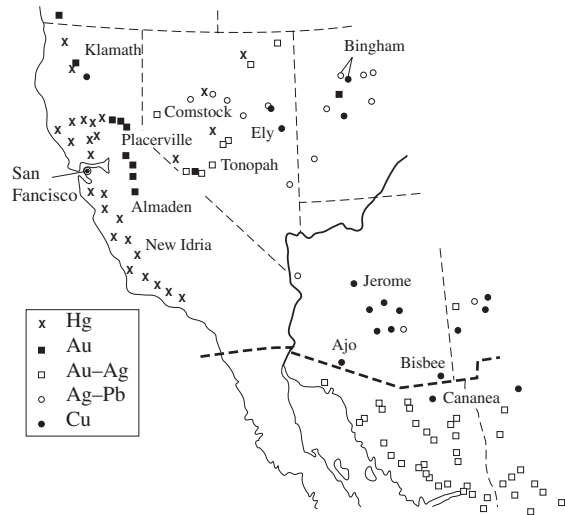 Bingham
Klamath
Comstock
Placerville
Ely
San
Fancisco
Tonopah
Almaden
New Idria
Jerome
x Hg
Au
Au–Ag
Ag–Pb
Cu
Ajo
Bisbee
Cananea